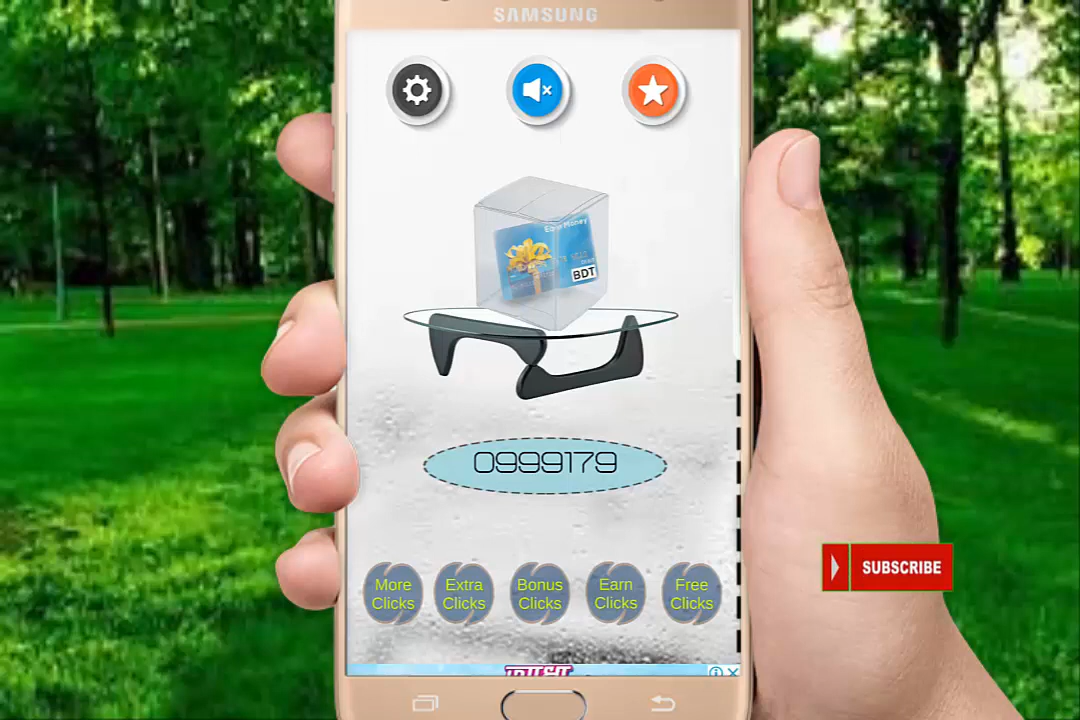 SAMSUNG
Earn Money
BDT
0999179
More
Clicks
Extra
Clicks
Bonus
Clicks
Earn
Clicks
Free
Clicks
SUBSCRIBE